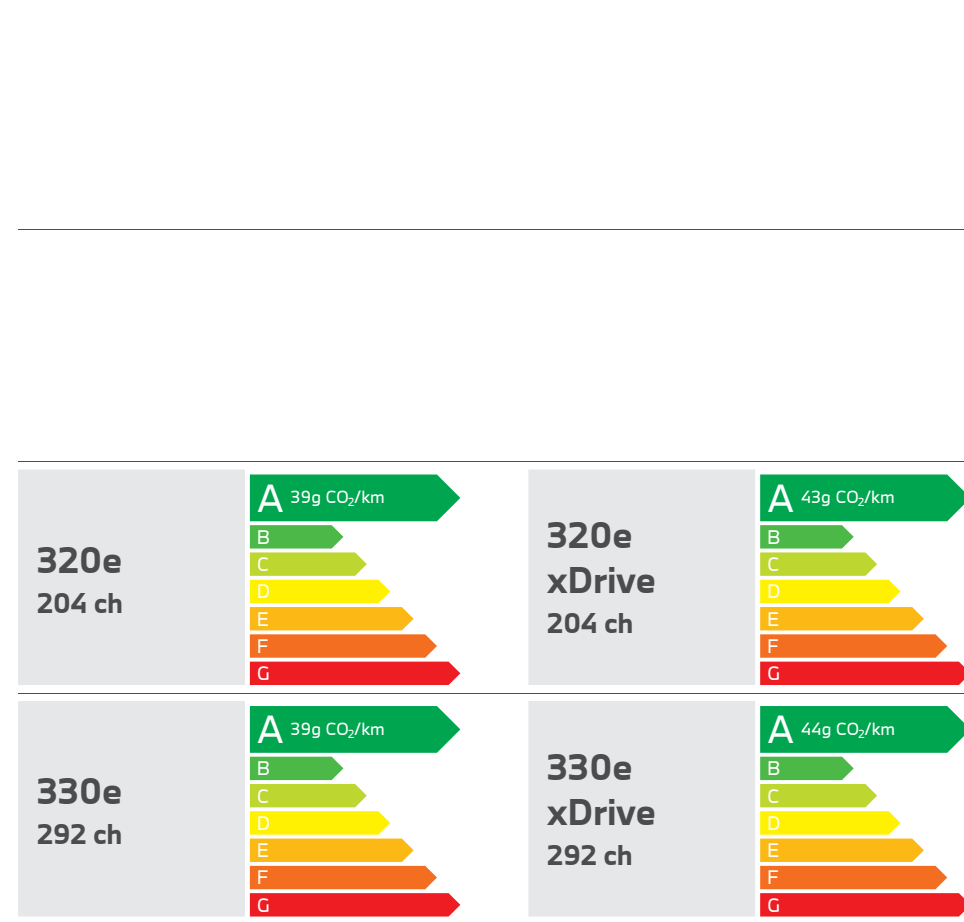 320e
204 ch
A 39g CO₂/km
B
C
D
E
F
G
320e
xDrive
204 ch
A 43g CO₂/km
B
C
D
E
F
G
330e
292 ch
A 39g CO₂/km
B
C
D
E
F
G
330e
xDrive
292 ch
A 44g CO₂/km
B
C
D
E
F
G